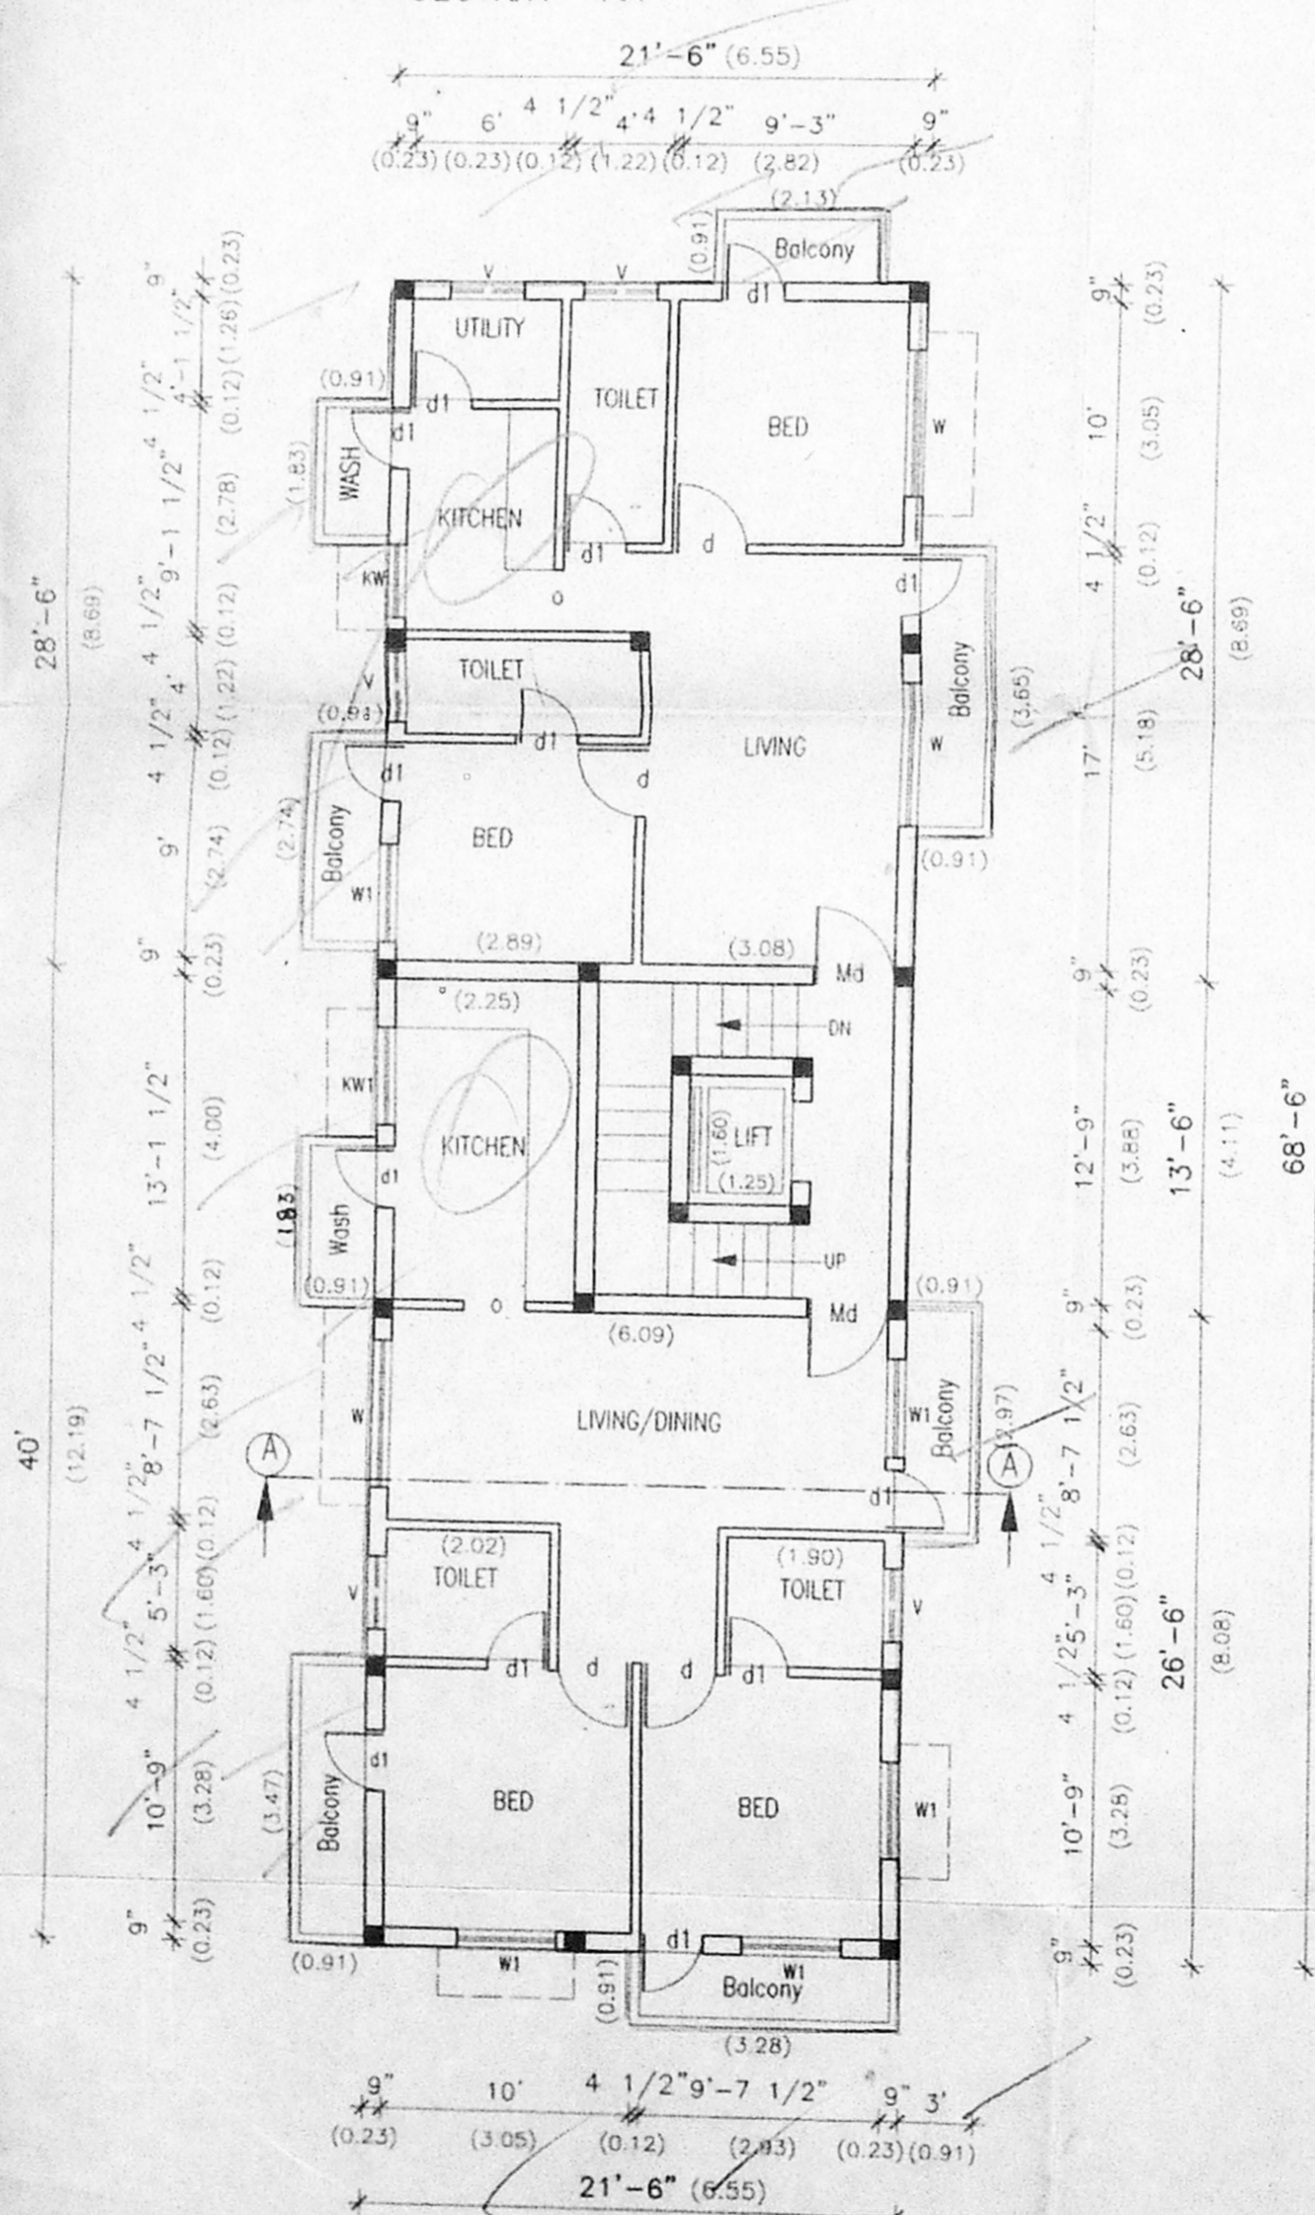 21'-6" (6.55)
9" 6' 4 1/2" 4' 4 1/2" 9'-3" 9"
(0.23) (0.23) (0.12) (1.22) (0.12) (2.82) (0.23)
(2.13)
(0.91)
Balcony
V V d1
UTILITY
(0.91)
d1
d1
TOILET
BED
W
WASH
(1.83)
KITCHEN
d1 d
d1
KW
O
TOILET
V
(0.91)
d1
d1
d
LIVING
W
Balcony
(3.65)
(0.91)
Balcony
(2.74)
W1
BED
(2.89)
(3.08)
Md
(2.25)
DN
KW1
KITCHEN
LIFT
(1.60)
(1.25)
d1
Wash
(1.83)
(0.91)
O
UP
Md
(0.91)
(6.09)
W
LIVING/DINING
W1
Balcony
(2.97)
A
A
d1
(2.02)
TOILET
(1.90)
TOILET
V
V
d1 d d d1
d1
Balcony
(3.47)
BED
BED
W1
d1
(0.91)
W1
(0.91)
W1
Balcony
(3.28)
9" 10' 4 1/2" 9'-7 1/2" 9" 3'
(0.23) (3.05) (0.12) (2.93) (0.23) (0.91)
21'-6" (6.55)
28'-6"
(8.69)
40'
(12.19)
9"
(0.23)
4'-1 1/2"
(1.26)
4 1/2"
(0.12)
9'-1 1/2"
(2.78)
4 1/2"
(0.12)
4'
(1.22)
4 1/2"
(0.12)
9'
(2.74)
9"
(0.23)
13'-1 1/2"
(4.00)
4 1/2"
(0.12)
8'-7 1/2"
(2.63)
4 1/2"
(0.12)
5'-3"
(1.60)
4 1/2"
(0.12)
10'-9"
(3.28)
9"
(0.23)
9"
(0.23)
10'
(3.05)
4 1/2"
(0.12)
17'
(5.18)
9"
(0.23)
12'-9"
(3.88)
9"
(0.23)
8'-7 1/2"
(2.63)
4 1/2"
(0.12)
5'-3"
(1.60)
4 1/2"
(0.12)
10'-9"
(3.28)
9"
(0.23)
28'-6"
(8.69)
13'-6"
(4.11)
26'-6"
(8.08)
68'-6"